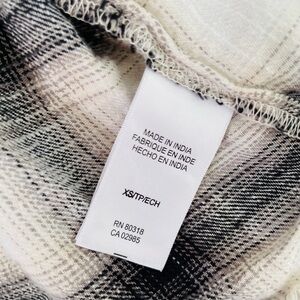 MADE IN INDIA
FABRIQUE EN INDE
HECHO EN INDIA
XS/TP/ECH
RN 80318
CA 02985